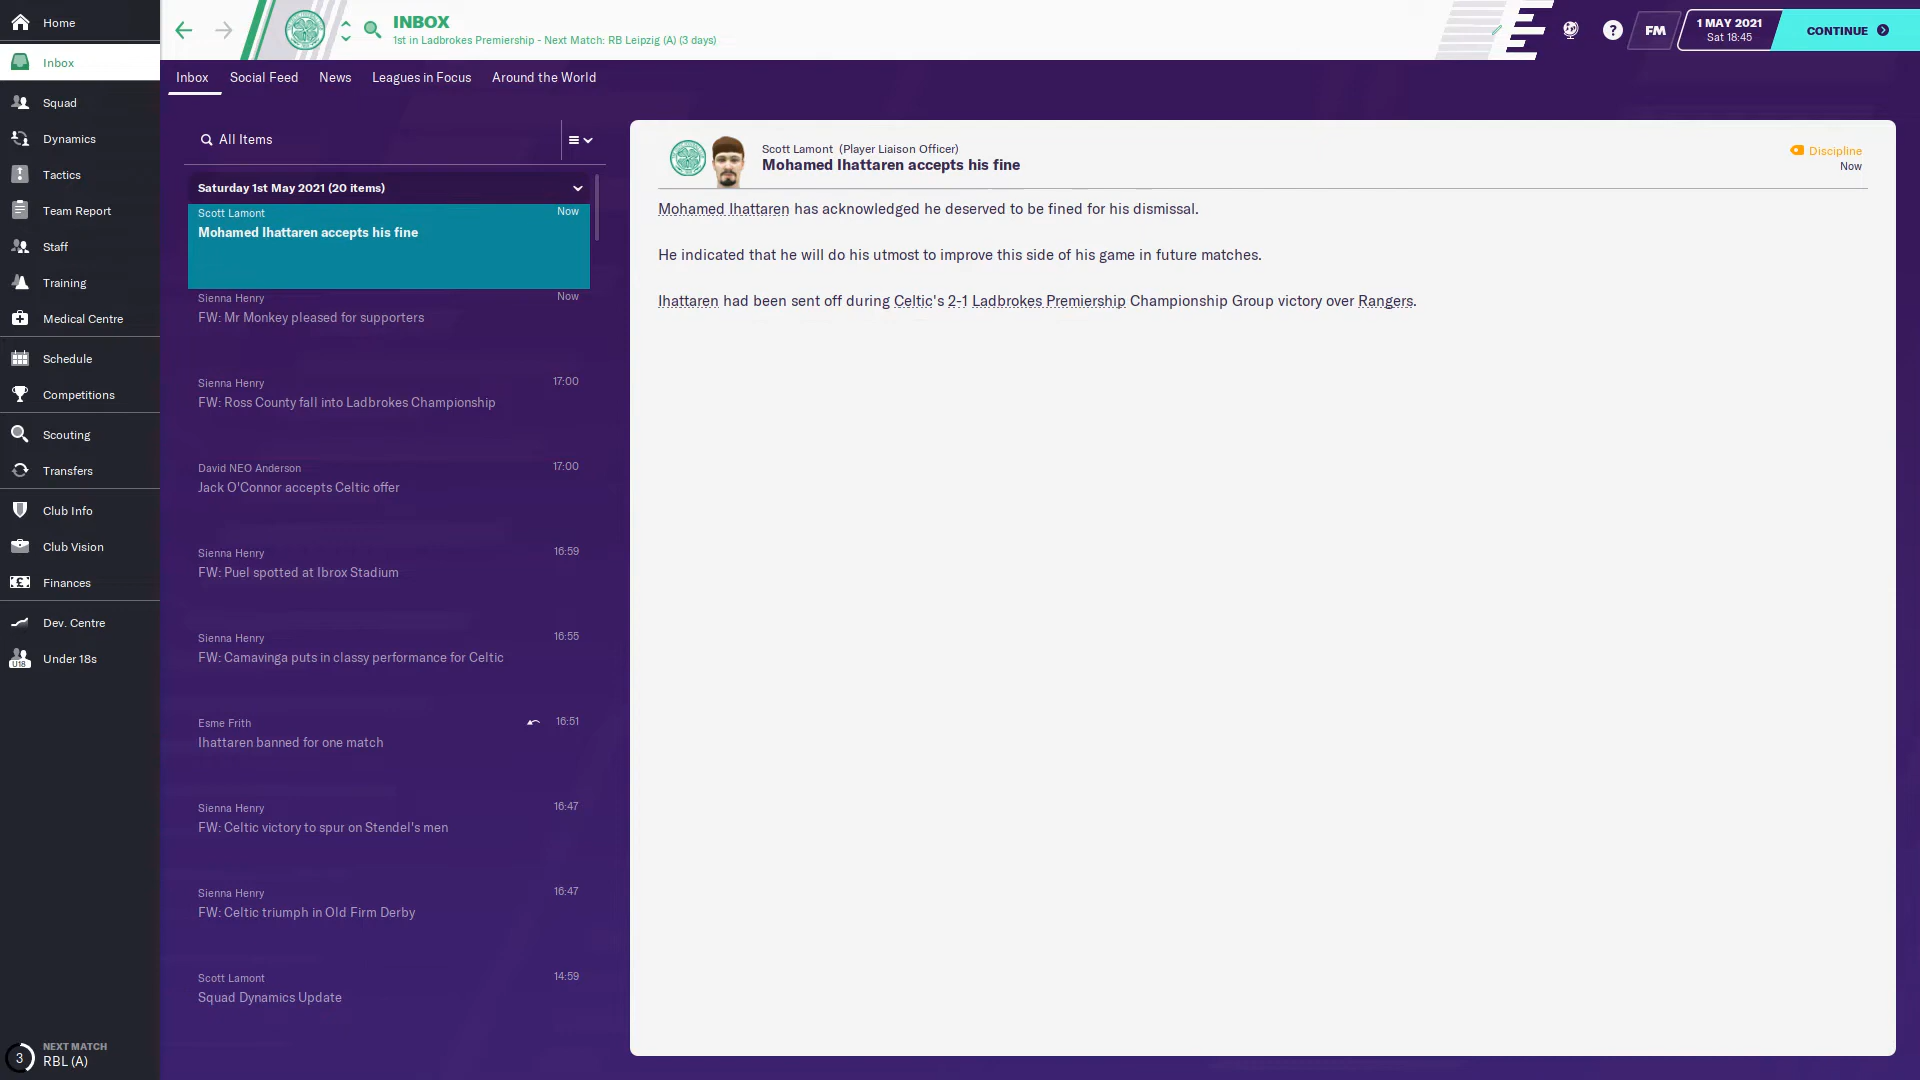 Home
Inbox
Squad
Dynamics
Tactics
Team Report
Staff
Training
Medical Centre
Schedule
Competitions
Scouting
Transfers
Club Info
Club Vision
Finances
Dev. Centre
U18
Under 18s
3
NEXT MATCH
RBL (A)
INBOX
1st in Ladbrokes Premiership - Next Match: RB Leipzig (A) (3 days)
?
FM
1 MAY 2021
Sat 18:45
CONTINUE
Inbox Social Feed News Leagues in Focus Around the World
All Items
Saturday 1st May 2021 (20 items)
Scott Lamont Now
Mohamed Ihattaren accepts his fine
Sienna Henry Now
FW: Mr Monkey pleased for supporters
Sienna Henry 17:00
FW: Ross County fall into Ladbrokes Championship
David NEO Anderson 17:00
Jack O'Connor accepts Celtic offer
Sienna Henry 16:59
FW: Puel spotted at Ibrox Stadium
Sienna Henry 16:55
FW: Camavinga puts in classy performance for Celtic
Esme Frith 16:51
Ihattaren banned for one match
Sienna Henry 16:47
FW: Celtic victory to spur on Stendel's men
Sienna Henry 16:47
FW: Celtic triumph in Old Firm Derby
Scott Lamont 14:59
Squad Dynamics Update
Scott Lamont (Player Liaison Officer)
Mohamed Ihattaren accepts his fine
Discipline
Now
Mohamed Ihattaren has acknowledged he deserved to be fined for his dismissal.
He indicated that he will do his utmost to improve this side of his game in future matches.
Ihattaren had been sent off during Celtic's 2-1 Ladbrokes Premiership Championship Group victory over Rangers.